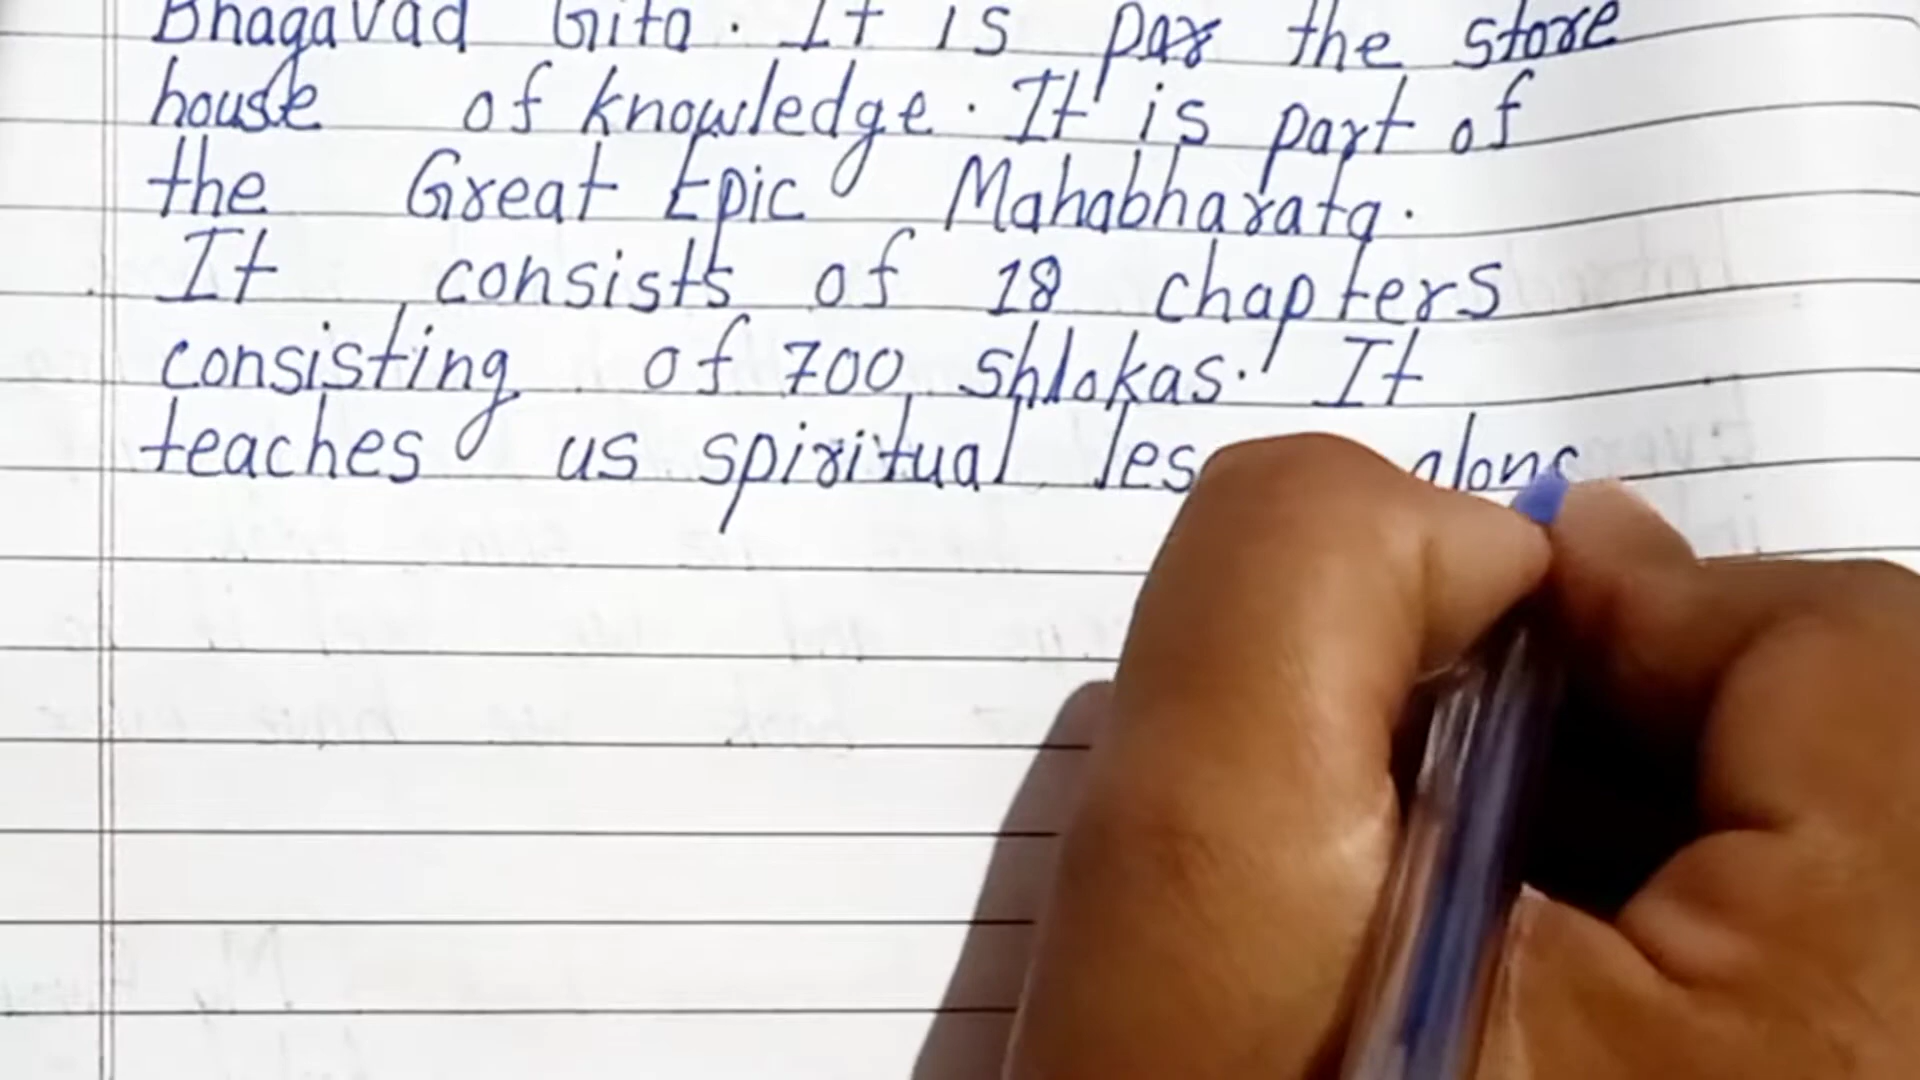 Bhagavad Gita. It is par the store
house of knowledge. It is part of
the Great Epic Mahabharata.
It consists of 18 chapters
consisting of 700 shlokas. It
teaches us spiritual les